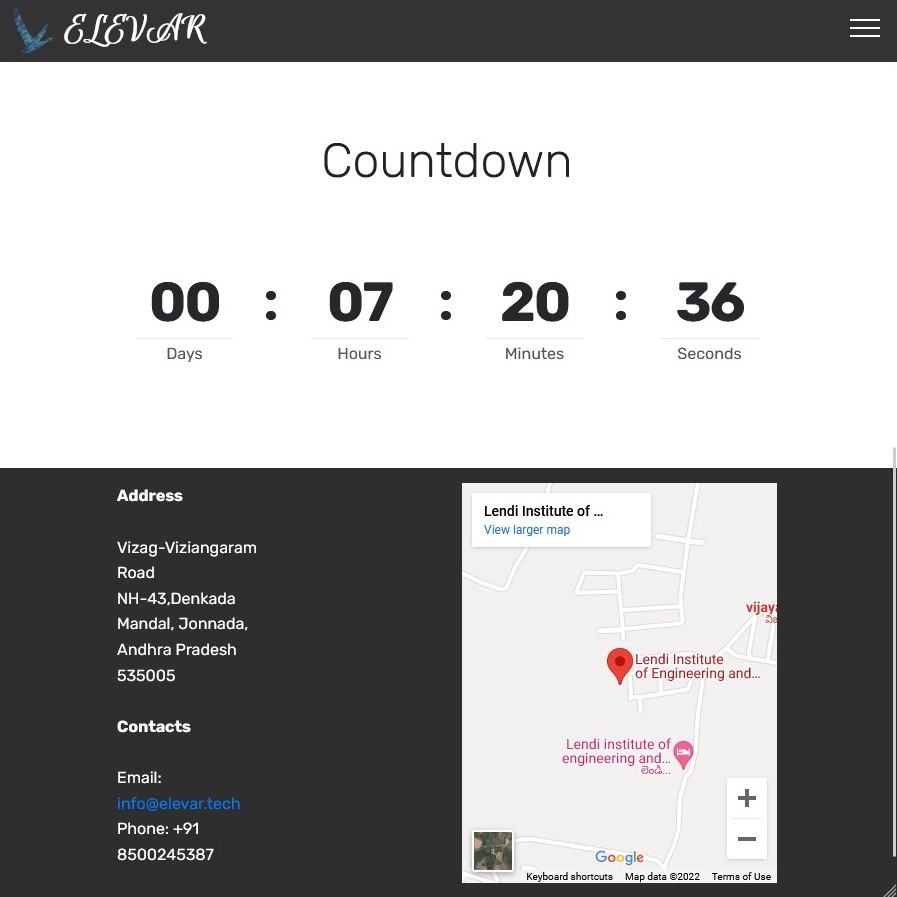 ELEVAR
Countdown
00 : 07 : 20 : 36
Days Hours Minutes Seconds
Address
Vizag-Viziangaram
Road
NH-43,Denkada
Mandal, Jonnada,
Andhra Pradesh
535005
Contacts
Email:
info@elevar.tech
Phone: +91
8500245387
Lendi Institute of ...
View larger map
vijaya
Lendi Institute
of Engineering and...
Lendi institute of
engineering and...
లెండి...
Google
Keyboard shortcuts Map data ©2022 Terms of Use